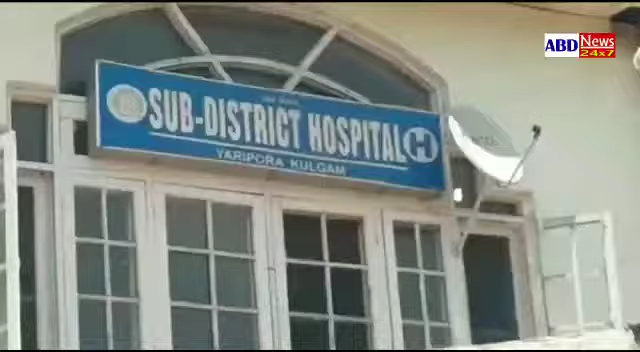 ABD News
24x7
SUB-DISTRICT HOSPITAL H
YARIPORA KULGAM